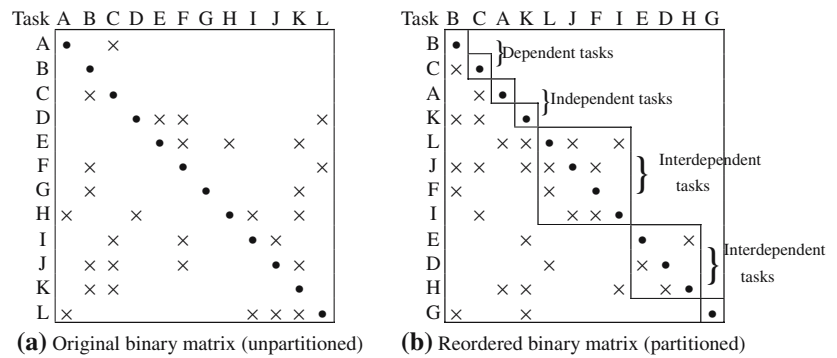 Task A B C D E F G H I J K L
A
B
C
D
E
F
G
H
I
J
K
L
(a) Original binary matrix (unpartitioned)
Task B C A K L J F I E D H G
B
C
A
K
L
J
F
I
E
D
H
G
Dependent tasks
Independent tasks
Interdependent
tasks
Interdependent
tasks
(b) Reordered binary matrix (partitioned)